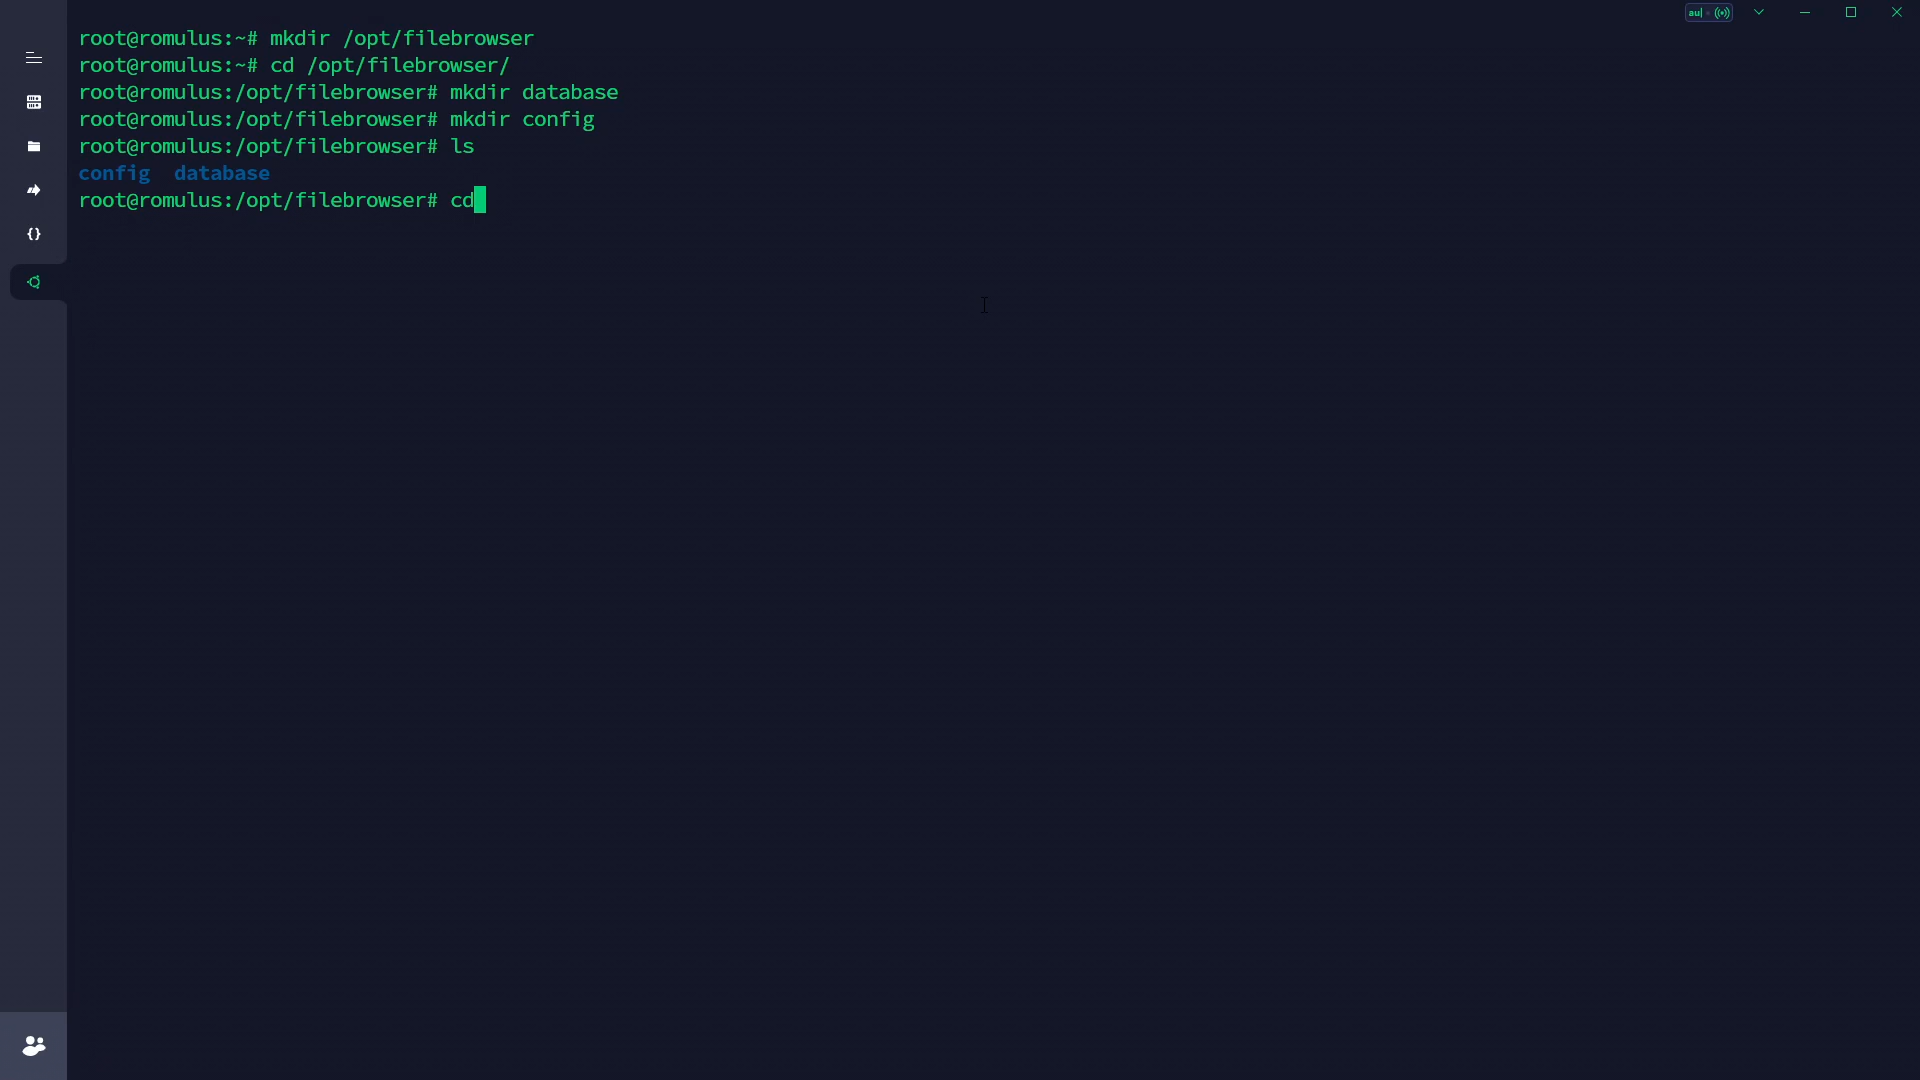 au|
root@romulus:~# mkdir /opt/filebrowser
root@romulus:~# cd /opt/filebrowser/
root@romulus:/opt/filebrowser# mkdir database
root@romulus:/opt/filebrowser# mkdir config
root@romulus:/opt/filebrowser# ls
config  database
root@romulus:/opt/filebrowser# cd
{}